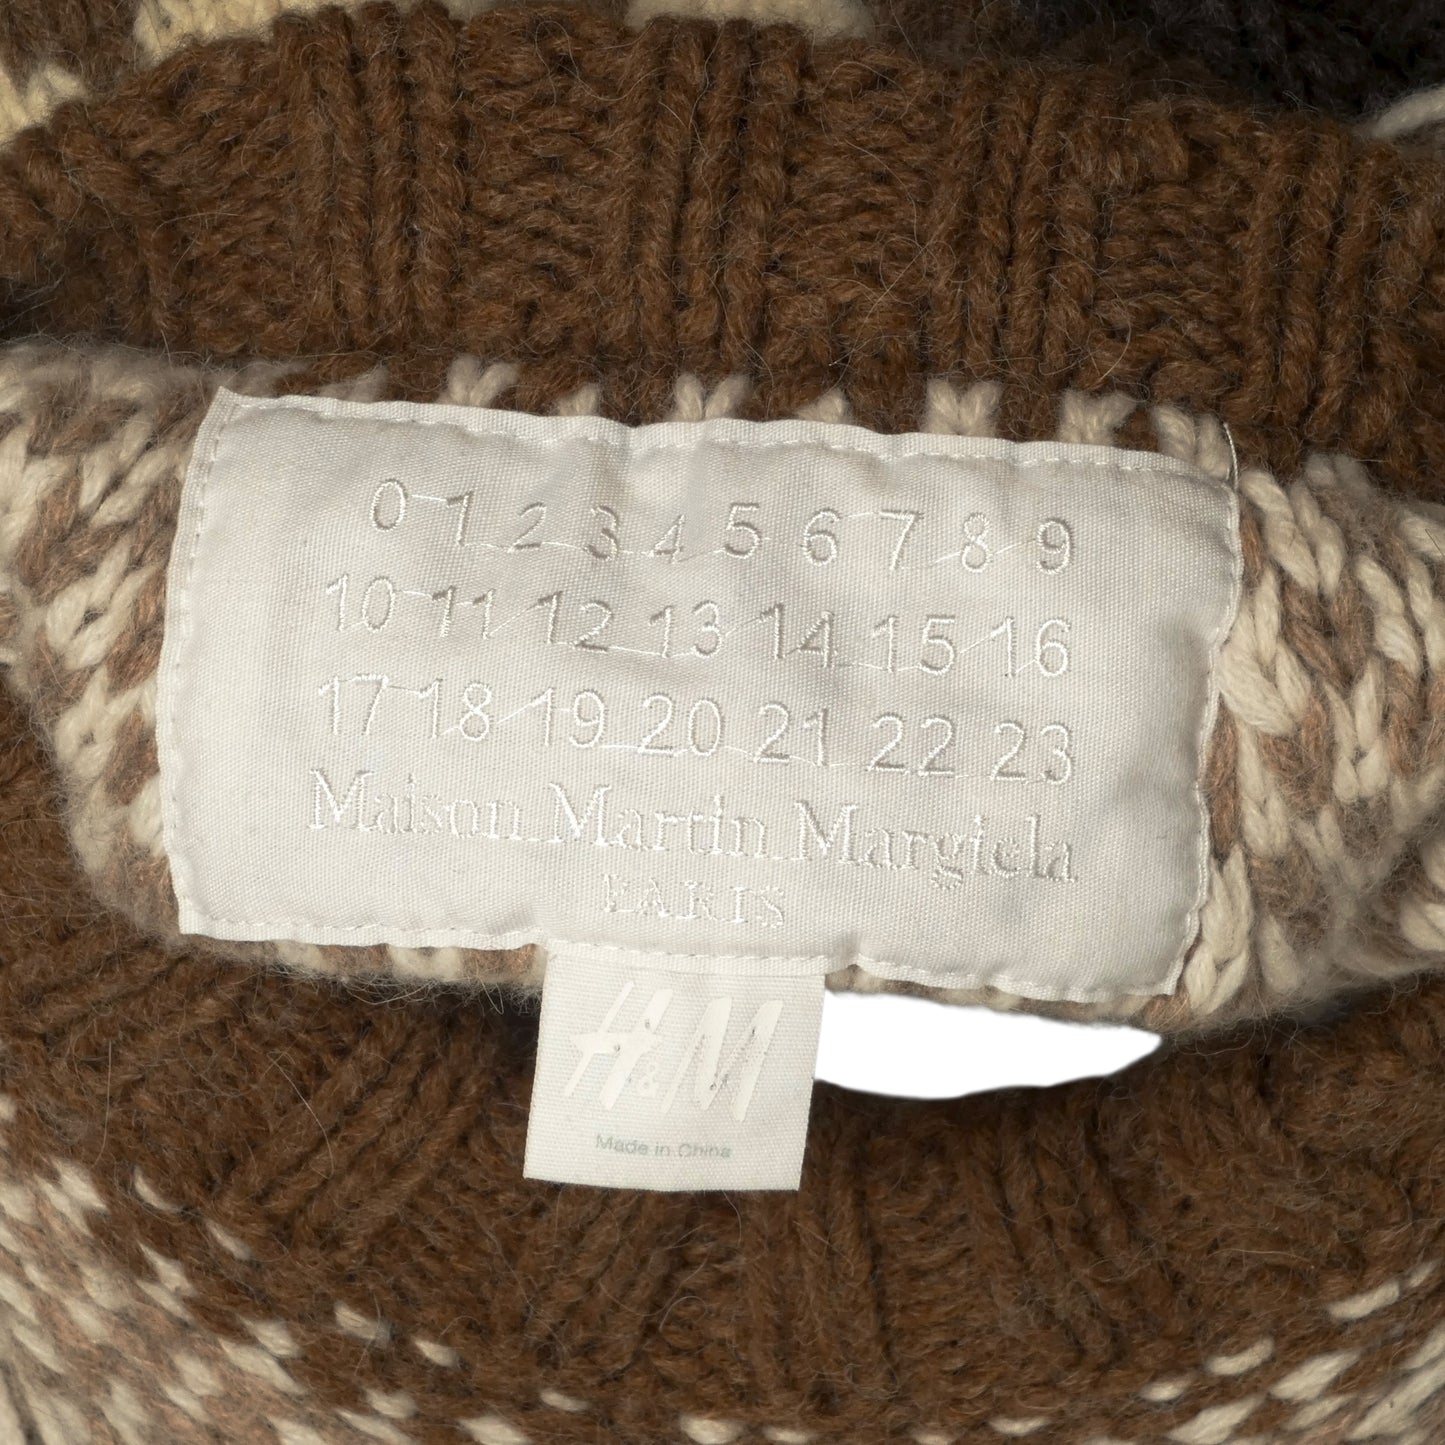 0 1 2 3 4 5 6 7 8 9
10 11 12 13 14 15 16
17 18 19 20 21 22 23
Maison Martin Margiela
PARIS
H&M
Made in China